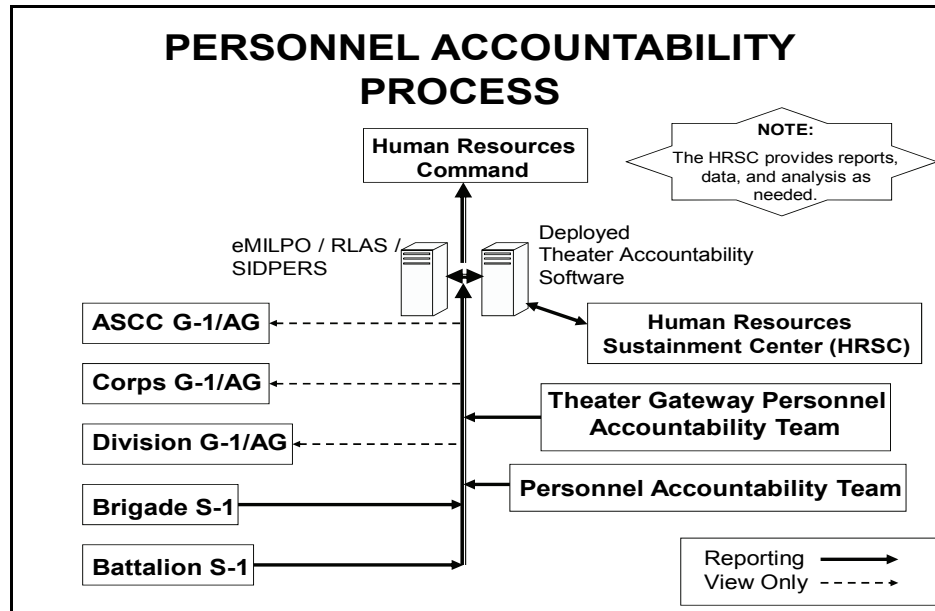 PERSONNEL ACCOUNTABILITY
PROCESS
Human Resources
Command
NOTE:
The HRSC provides reports,
data, and analysis as
needed.
eMILPO / RLAS /
SIDPERS
Deployed
Theater Accountability
Software
ASCC G-1/AG
Human Resources
Sustainment Center (HRSC)
Corps G-1/AG
Theater Gateway Personnel
Accountability Team
Division G-1/AG
Personnel Accountability Team
Brigade S-1
Battalion S-1
Reporting
View Only